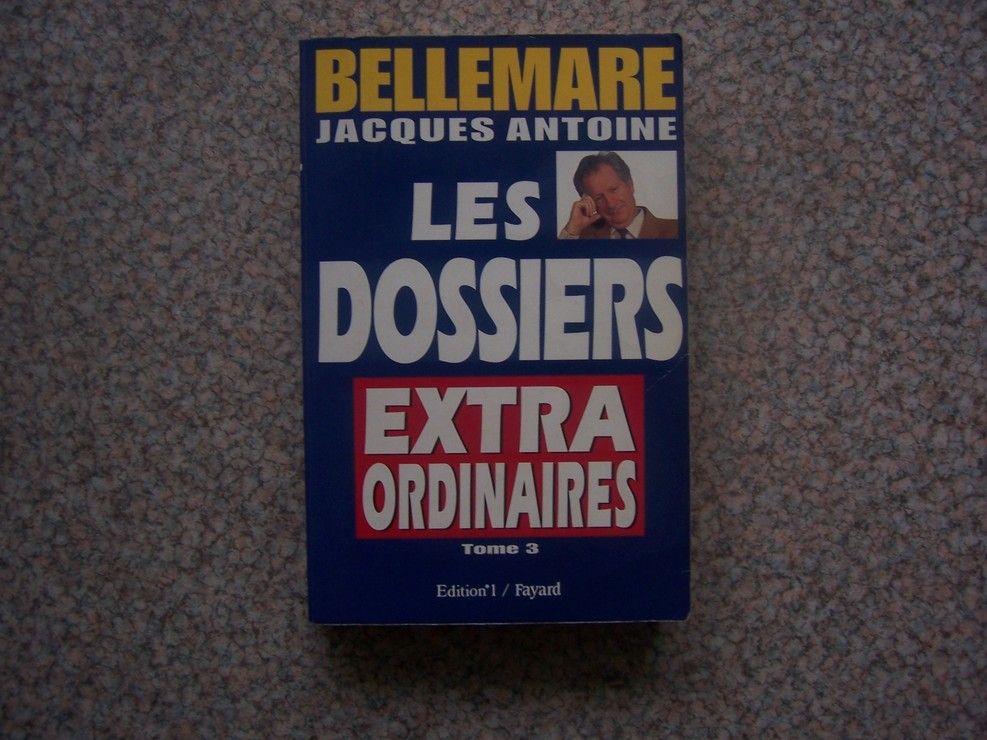 BELLEMARE
JACQUES ANTOINE
LES
DOSSIERS
EXTRA
ORDINAIRES
Tome 3
Edition°1 / Fayard